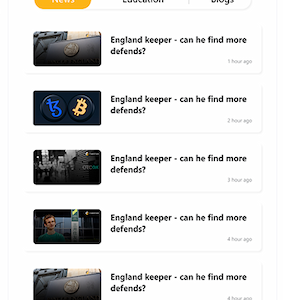 News Education Blogs
England keeper - can he find more
defends?
1 hour ago
England keeper - can he find more
defends?
2 hour ago
England keeper - can he find more
defends?
3 hour ago
England keeper - can he find more
defends?
4 hour ago
England keeper - can he find more
defends?
4 hour ago